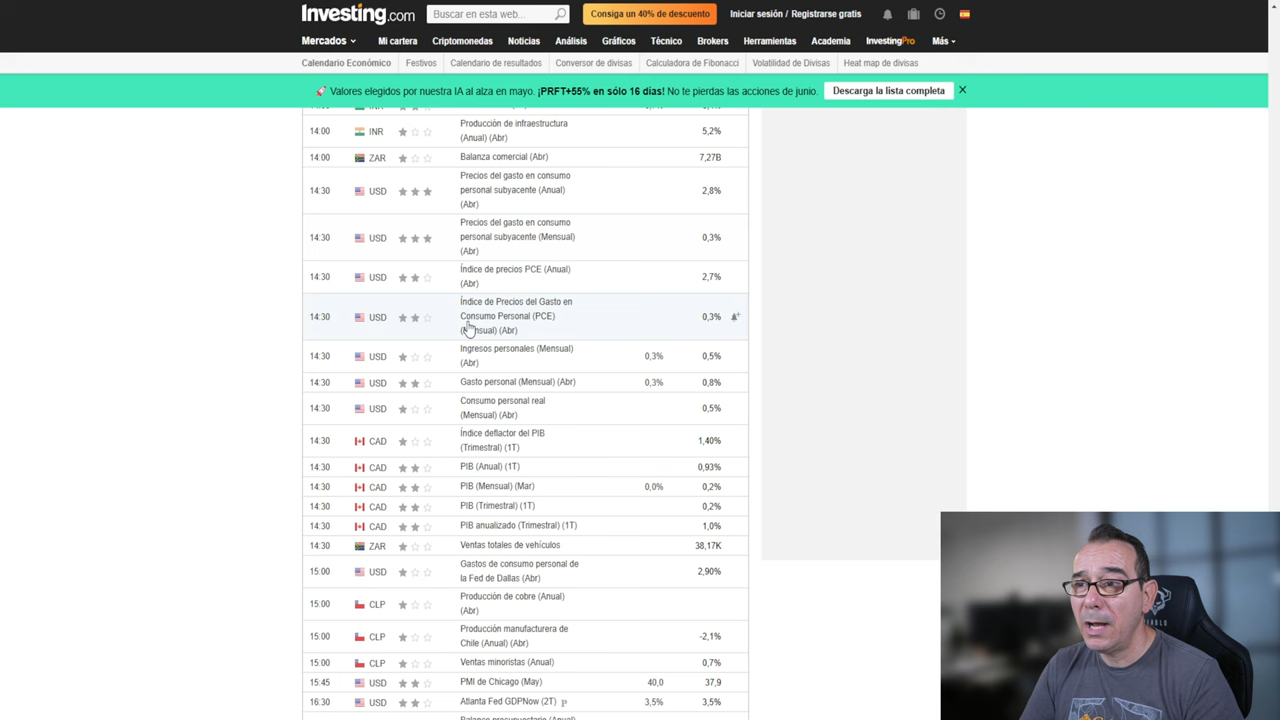 Investing.com
Buscar en esta web...
Consiga un 40% de descuento
Iniciar sesión / Registrarse gratis
Mercados Mi cartera Criptomonedas Noticias Análisis Gráficos Técnico Brokers Herramientas Academia InvestingPro Más
Calendario Económico Festivos Calendario de resultados Conversor de divisas Calculadora de Fibonacci Volatilidad de Divisas Heat map de divisas
Valores elegidos por nuestra IA al alza en mayo. ¡PRFT+55% en sólo 16 días! No te pierdas las acciones de junio. Descarga la lista completa
14:00 INR Producción de infraestructura
(Anual) (Abr) 5,2%
14:00 ZAR Balanza comercial (Abr) 7,27B
14:30 USD Precios del gasto en consumo
personal subyacente (Anual)
(Abr) 2,8%
14:30 USD Precios del gasto en consumo
personal subyacente (Mensual)
(Abr) 0,3%
14:30 USD Índice de precios PCE (Anual)
(Abr) 2,7%
14:30 USD Índice de Precios del Gasto en
Consumo Personal (PCE)
(Mensual) (Abr) 0,3%
14:30 USD Ingresos personales (Mensual)
(Abr) 0,3% 0,5%
14:30 USD Gasto personal (Mensual) (Abr) 0,3% 0,8%
14:30 USD Consumo personal real
(Mensual) (Abr) 0,5%
14:30 CAD Índice deflactor del PIB
(Trimestral) (1T) 1,40%
14:30 CAD PIB (Anual) (1T) 0,93%
14:30 CAD PIB (Mensual) (Mar) 0,0% 0,2%
14:30 CAD PIB (Trimestral) (1T) 0,2%
14:30 CAD PIB anualizado (Trimestral) (1T) 1,0%
14:30 ZAR Ventas totales de vehículos 38,17K
15:00 USD Gastos de consumo personal de
la Fed de Dallas (Abr) 2,90%
15:00 CLP Producción de cobre (Anual)
(Abr)
15:00 CLP Producción manufacturera de
Chile (Anual) (Abr) -2,1%
15:00 CLP Ventas minoristas (Anual) 0,7%
15:45 USD PMI de Chicago (May) 40,0 37,9
16:30 USD Atlanta Fed GDPNow (2T) 3,5% 3,5%